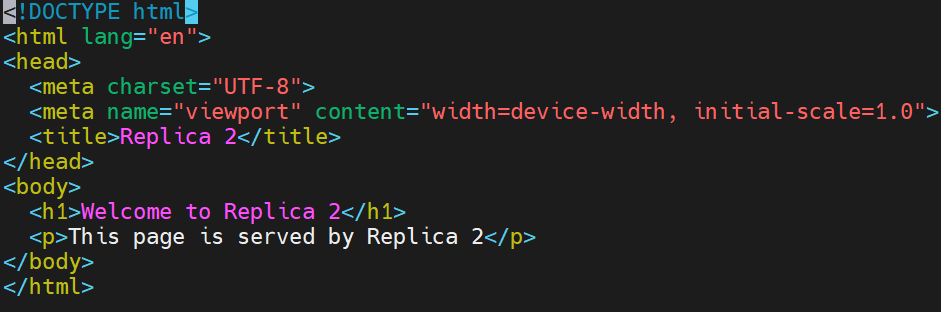 <!DOCTYPE html>
<html lang="en">
<head>
  <meta charset="UTF-8">
  <meta name="viewport" content="width=device-width, initial-scale=1.0">
  <title>Replica 2</title>
</head>
<body>
  <h1>Welcome to Replica 2</h1>
  <p>This page is served by Replica 2</p>
</body>
</html>